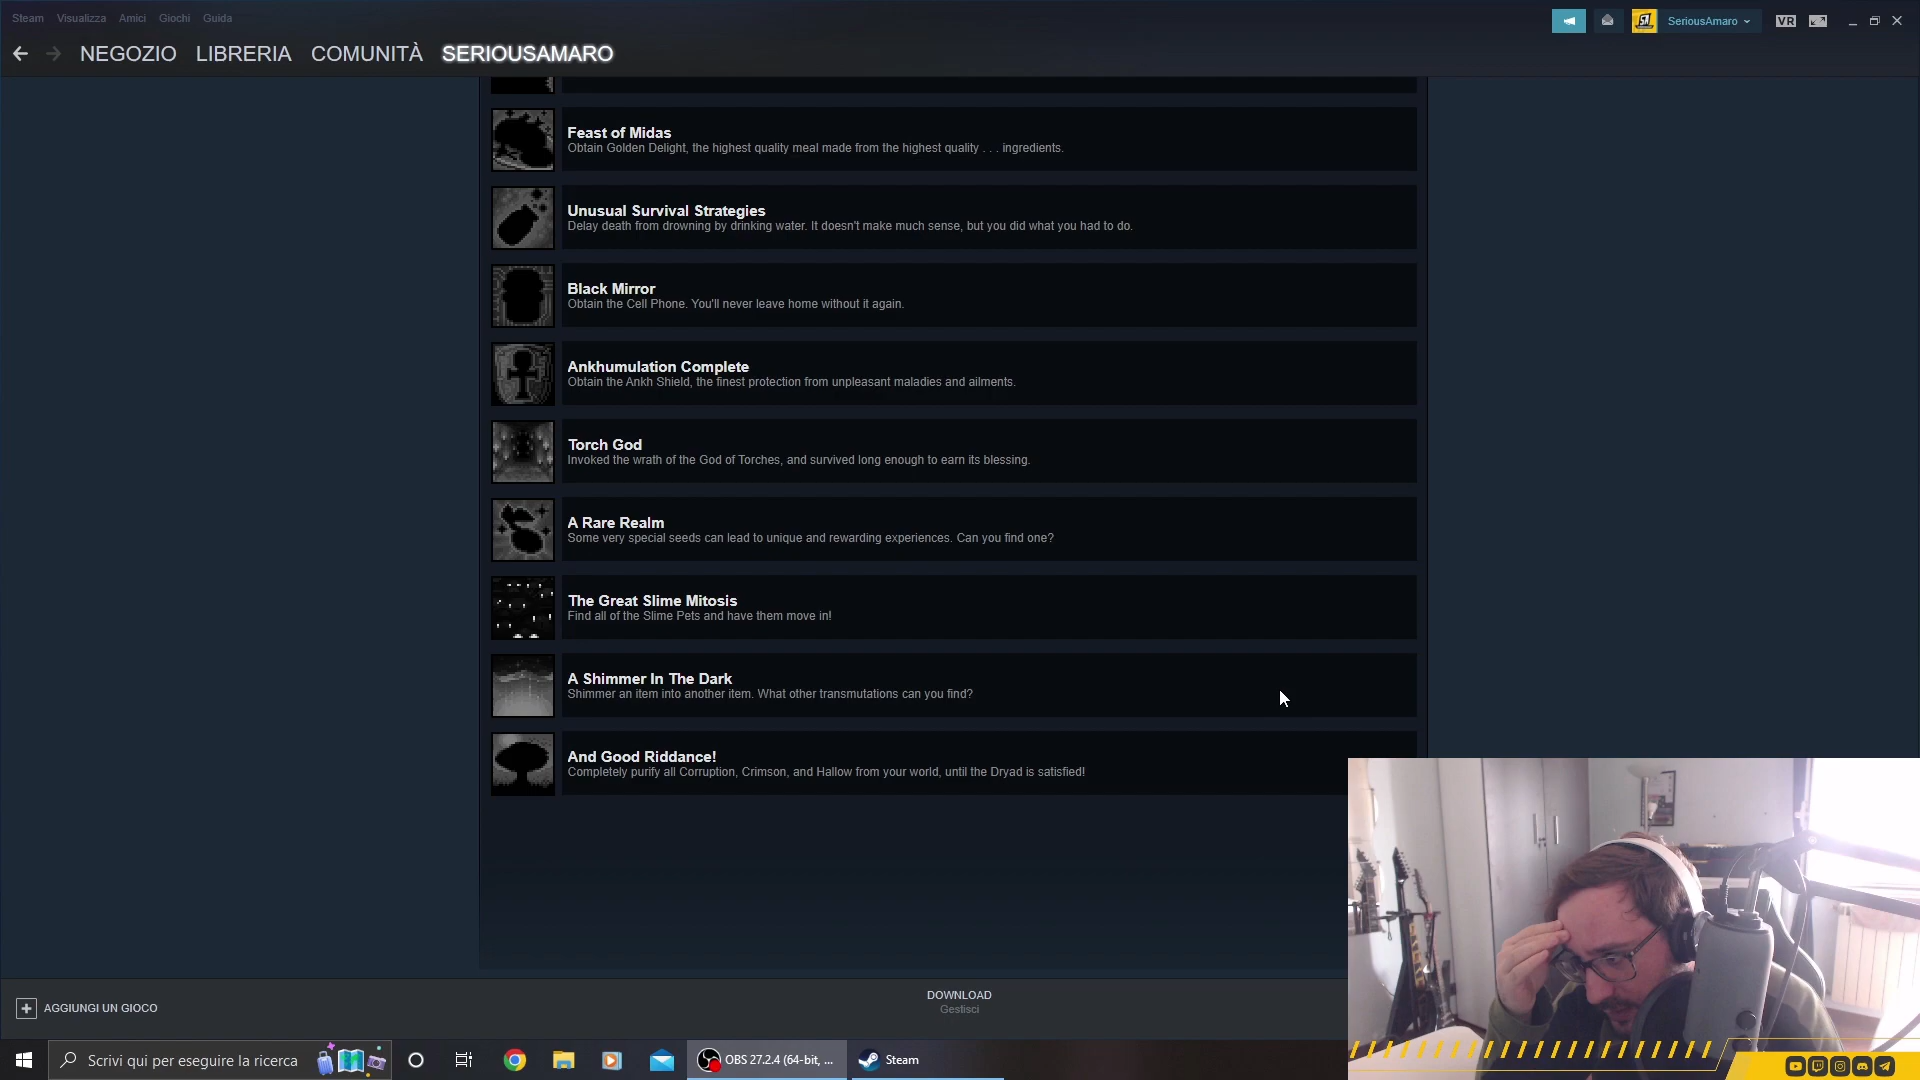 Steam Visualizza Amici Giochi Guida
SeriousAmaro
VR
NEGOZIO LIBRERIA COMUNITÀ SERIOUSAMARO
Feast of Midas
Obtain Golden Delight, the highest quality meal made from the highest quality . . . ingredients.
Unusual Survival Strategies
Delay death from drowning by drinking water. It doesn't make much sense, but you did what you had to do.
Black Mirror
Obtain the Cell Phone. You'll never leave home without it again.
Ankhumulation Complete
Obtain the Ankh Shield, the finest protection from unpleasant maladies and ailments.
Torch God
Invoked the wrath of the God of Torches, and survived long enough to earn its blessing.
A Rare Realm
Some very special seeds can lead to unique and rewarding experiences. Can you find one?
The Great Slime Mitosis
Find all of the Slime Pets and have them move in!
A Shimmer In The Dark
Shimmer an item into another item. What other transmutations can you find?
And Good Riddance!
Completely purify all Corruption, Crimson, and Hallow from your world, until the Dryad is satisfied!
DOWNLOAD
Gestisci
AGGIUNGI UN GIOCO
Scrivi qui per eseguire la ricerca
OBS 27.2.4 (64-bit, ...
Steam